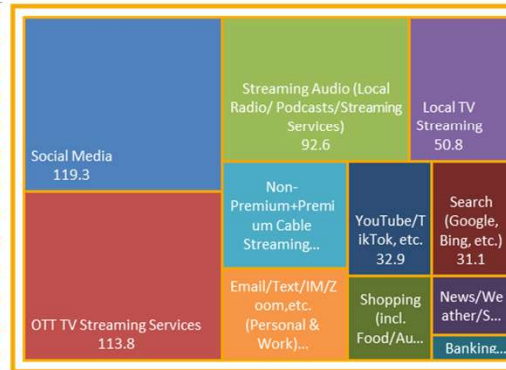 Social Media
119.3
OTT TV Streaming Services
113.8
Streaming Audio (Local
Radio/ Podcasts/Streaming
Services)
92.6
Local TV
Streaming
50.8
Non-
Premium+Premi
um Cable
Streaming...
Email/Text/IM/Z
oom,etc.
(Personal &
Work)...
YouTube/T
ikTok, etc.
32.9
Search
(Google,
Bing, etc.)
31.1
Shopping
(incl.
Food/Au...
News/We
ather/S...
Banking...